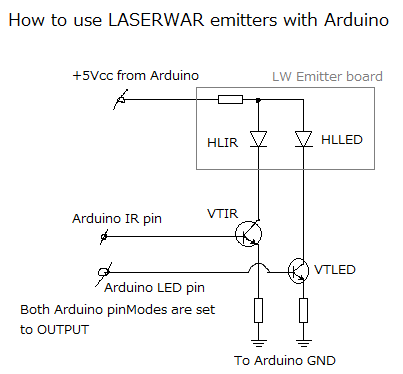 How to use LASERWAR emitters with Arduino
+5Vcc from Arduino
LW Emitter board
HLIR
HLLED
Arduino IR pin
VTIR
VTLED
Arduino LED pin
Both Arduino pinModes are set
to OUTPUT
To Arduino GND